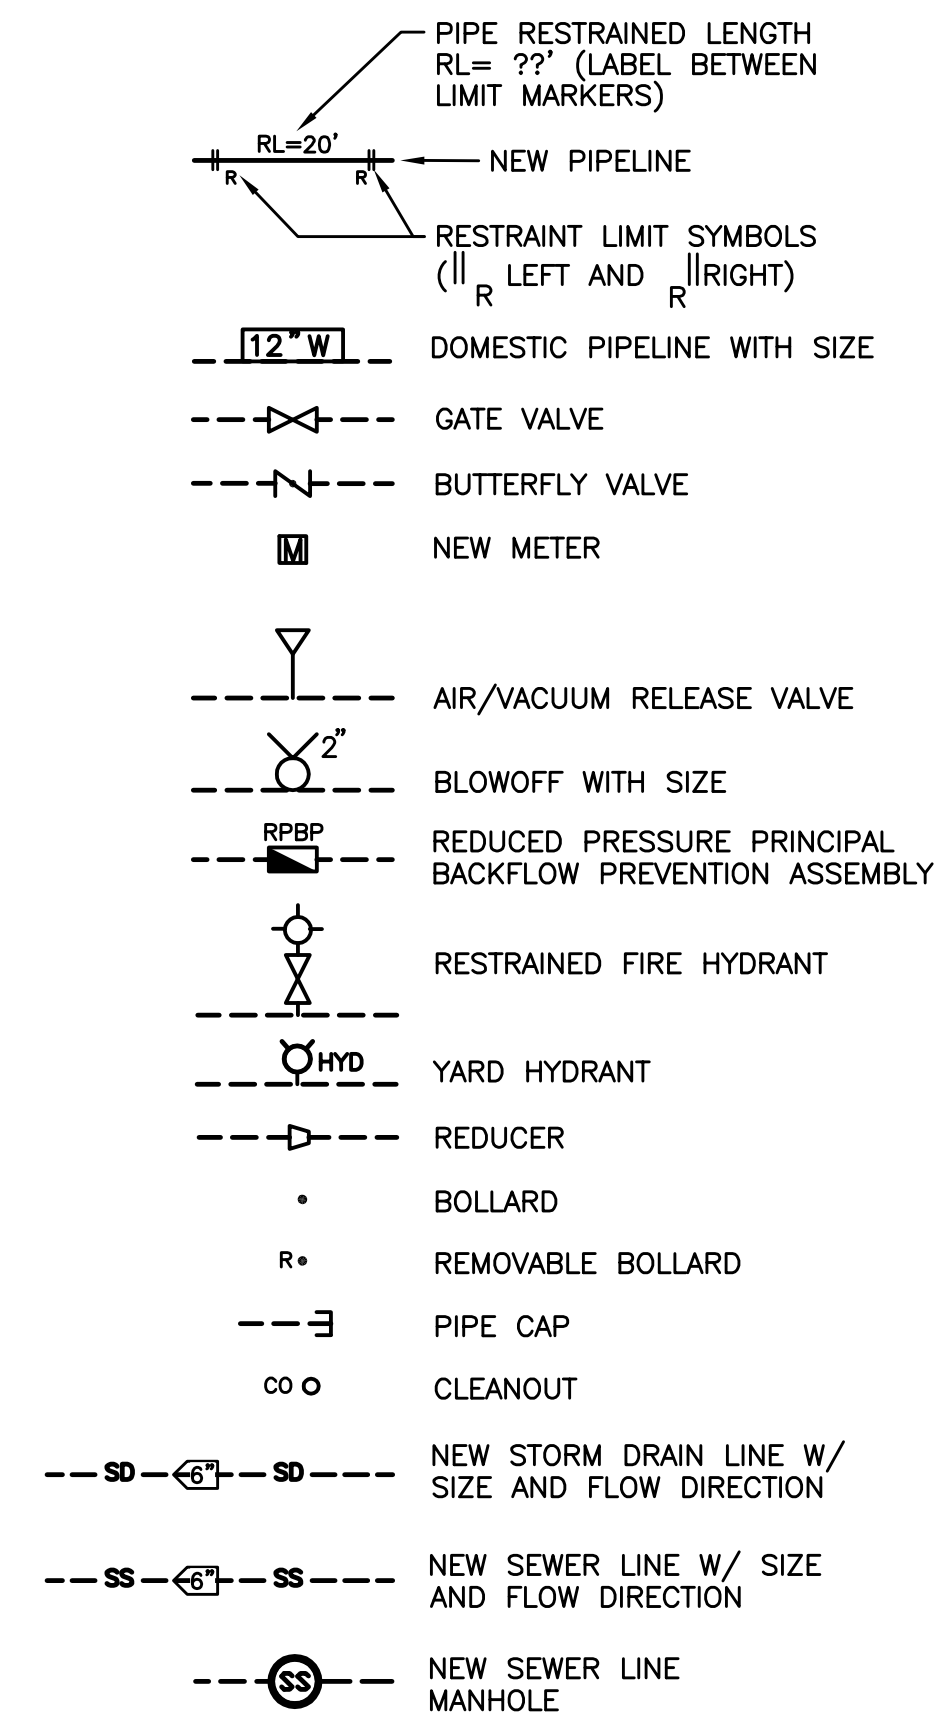 PIPE RESTRAINED LENGTH
RL= ??' (LABEL BETWEEN
LIMIT MARKERS)
RL=20'
NEW PIPELINE
R R
RESTRAINT LIMIT SYMBOLS
(|| R LEFT AND R ||RIGHT)
12" W DOMESTIC PIPELINE WITH SIZE
GATE VALVE
BUTTERFLY VALVE
M NEW METER
AIR/VACUUM RELEASE VALVE
2"
BLOWOFF WITH SIZE
RPBP
REDUCED PRESSURE PRINCIPAL
BACKFLOW PREVENTION ASSEMBLY
RESTRAINED FIRE HYDRANT
HYD YARD HYDRANT
REDUCER
BOLLARD
R REMOVABLE BOLLARD
PIPE CAP
CO CLEANOUT
NEW STORM DRAIN LINE W/
SD 6" SD
SIZE AND FLOW DIRECTION
NEW SEWER LINE W/ SIZE
SS 6" SS
AND FLOW DIRECTION
NEW SEWER LINE
SS
MANHOLE